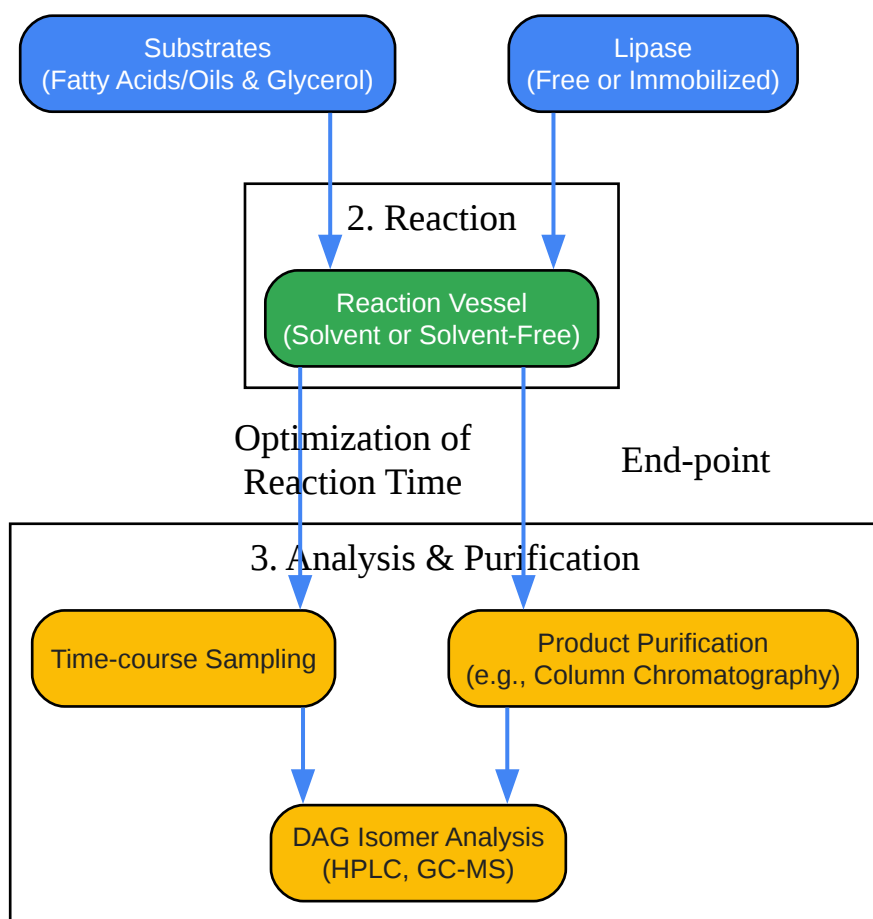 Substrates
(Fatty Acids/Oils & Glycerol)
Lipase
(Free or Immobilized)
2. Reaction
Reaction Vessel
(Solvent or Solvent-Free)
Optimization of
Reaction Time
End-point
3. Analysis & Purification
Time-course Sampling
Product Purification
(e.g., Column Chromatography)
DAG Isomer Analysis
(HPLC, GC-MS)